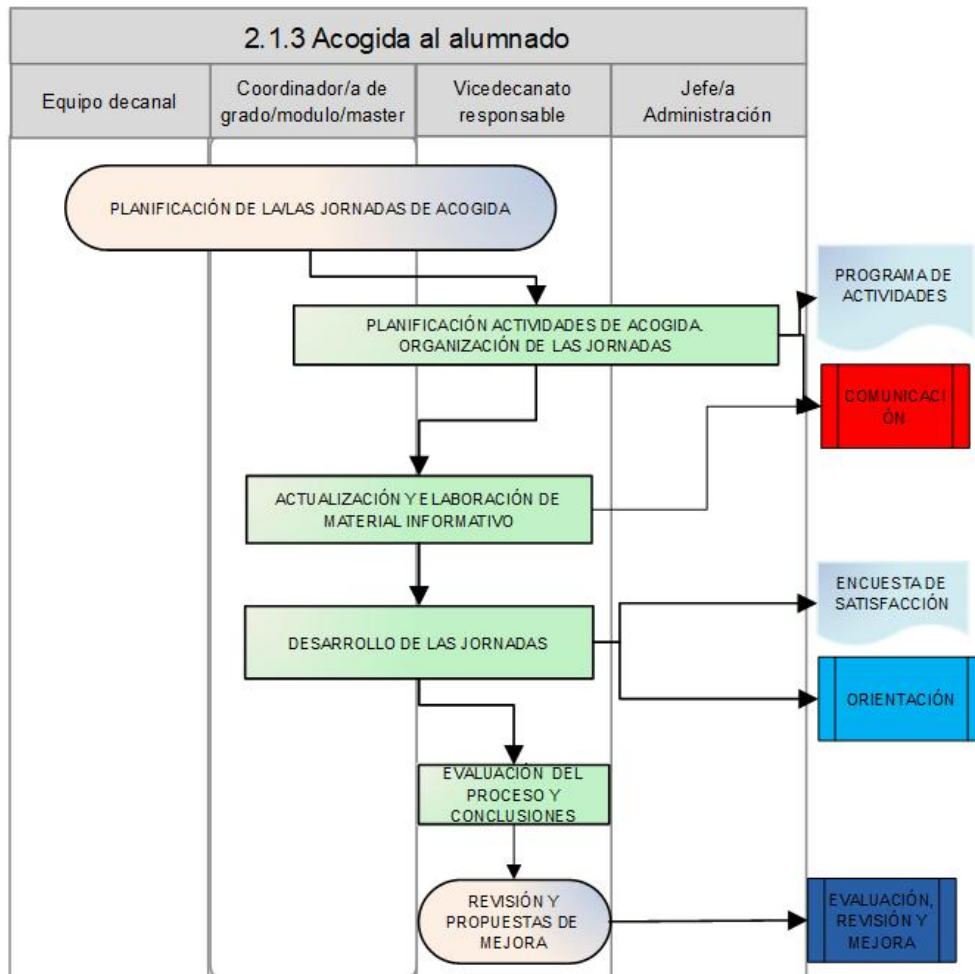 2.1.3 Acogida al alumnado
Equipo decanal
Coordinador/a de
grado/modulo/master
Vicedecanato
responsable
Jefe/a
Administración
PLANIFICACIÓN DE LA/LAS JORNADAS DE ACOGIDA
PLANIFICACIÓN ACTIVIDADES DE ACOGIDA.
ORGANIZACIÓN DE LAS JORNADAS
PROGRAMA DE
ACTIVIDADES
COMUNICACI
ÓN
ACTUALIZACIÓN Y ELABORACIÓN DE
MATERIAL INFORMATIVO
ENCUESTA DE
SATISFACCIÓN
DESARROLLO DE LAS JORNADAS
ORIENTACIÓN
EVALUACIÓN DEL
PROCESO Y
CONCLUSIONES
REVISIÓN Y
PROPUESTAS DE
MEJORA
EVALUACIÓN,
REVISIÓN Y
MEJORA